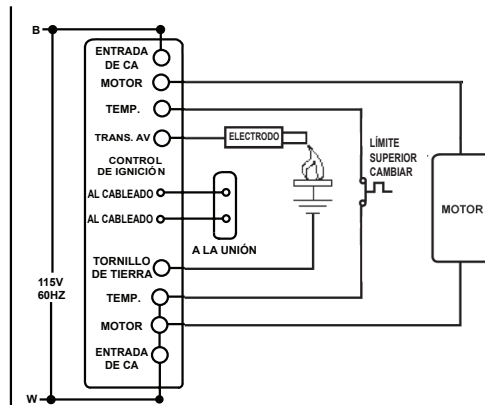 B
ENTRADA
DE CA
MOTOR
TEMP.
TRANS. AV
ELECTRODO
CONTROL
DE IGNICIÓN
AL CABLEADO
AL CABLEADO
A LA UNIÓN
LÍMITE
SUPERIOR
CAMBIAR
MOTOR
TORNILLO
DE TIERRA
115V
60HZ
TEMP.
MOTOR
ENTRADA
DE CA
W